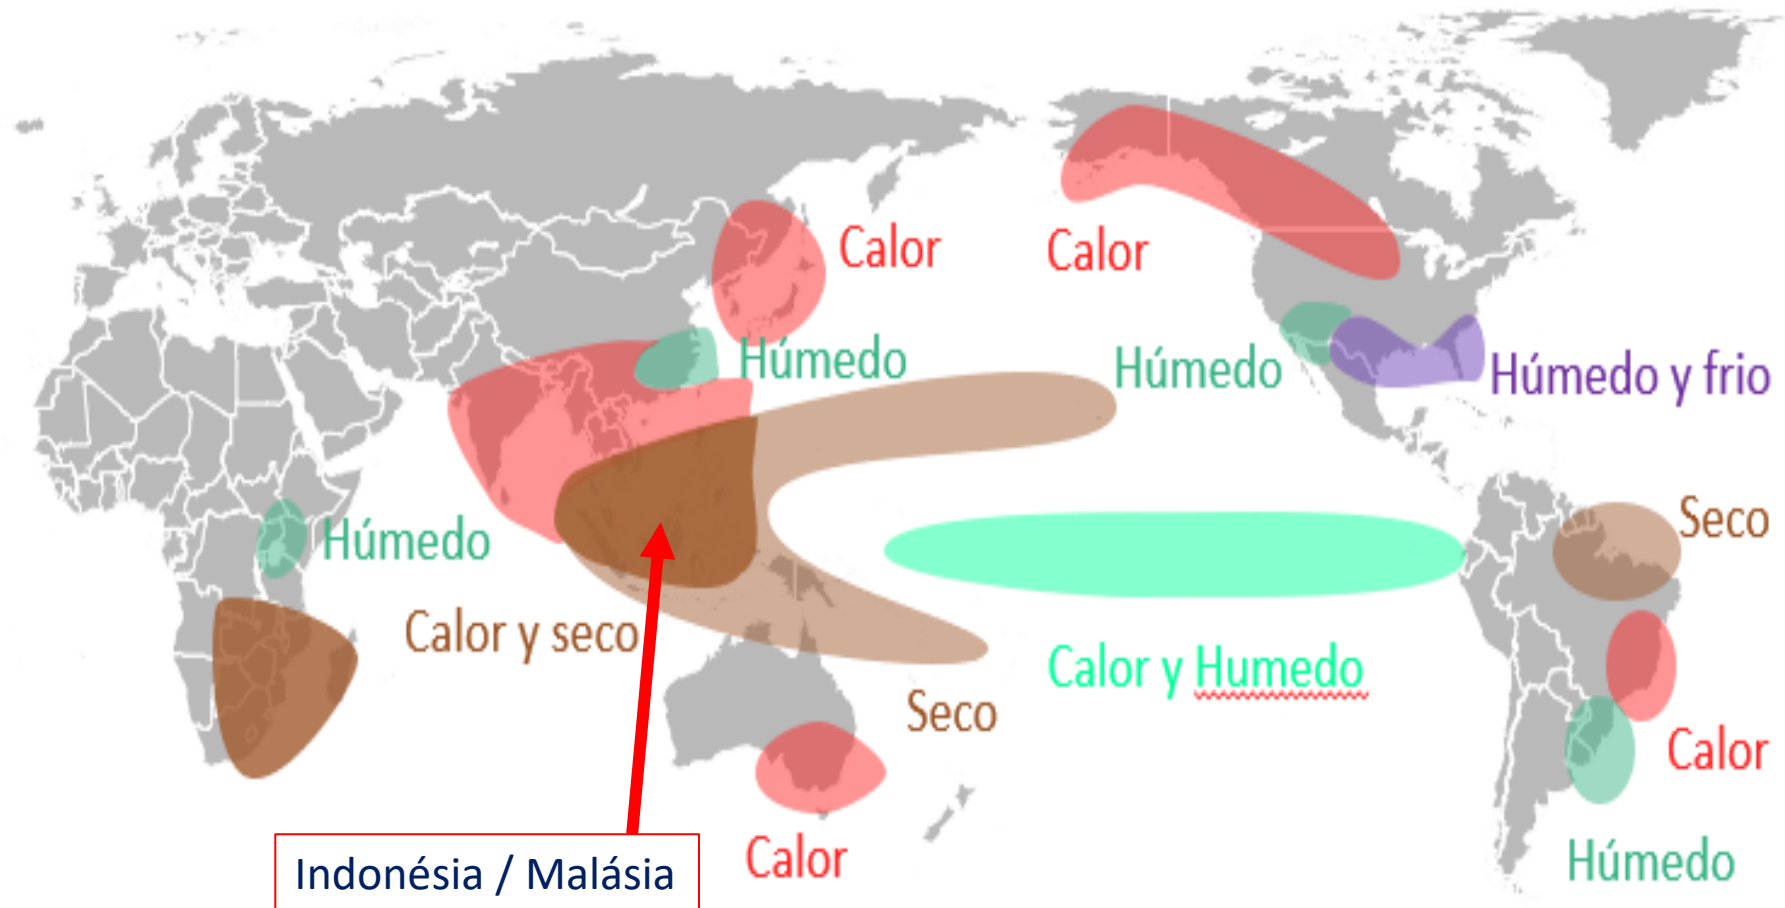 Calor
Calor
Húmedo
Húmedo
Húmedo y frio
Seco
Húmedo
Calor y seco
Calor y Humedo
Seco
Calor
Calor
Indonésia / Malásia
Húmedo